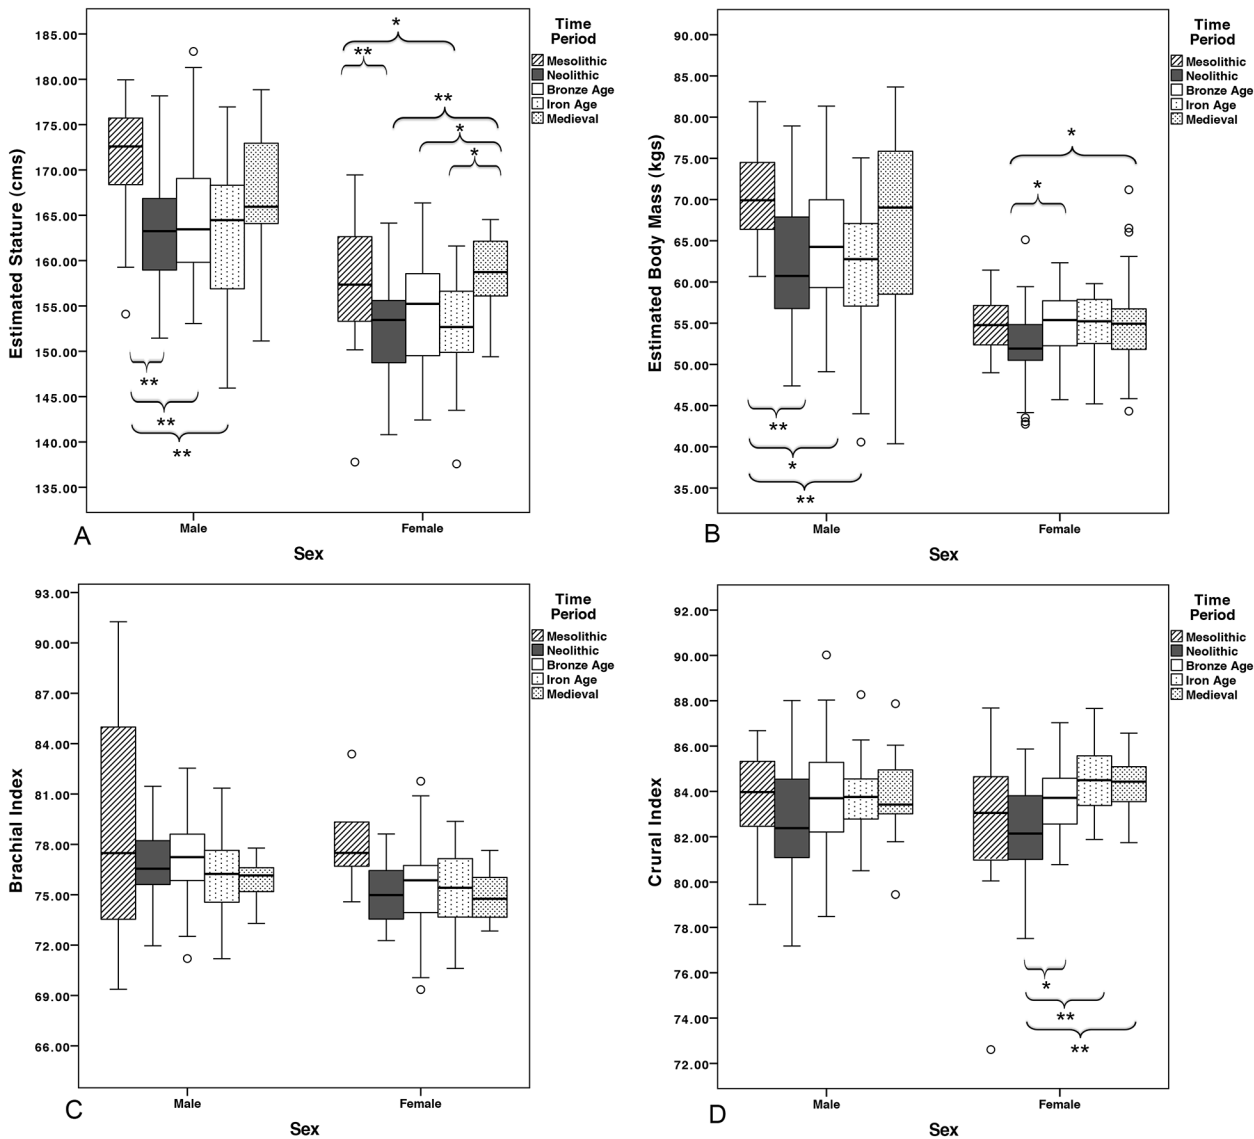 Estimated Stature (cms)
185.00
180.00
175.00
170.00
165.00
160.00
155.00
150.00
145.00
140.00
135.00
*
**
**
*
*
**
**
**
Male
Female
Sex
A
Time
Period
Mesolithic
Neolithic
Bronze Age
Iron Age
Medieval
Estimated Body Mass (kgs)
90.00
85.00
80.00
75.00
70.00
65.00
60.00
55.00
50.00
45.00
40.00
35.00
*
*
**
*
**
Male
Female
Sex
B
Time
Period
Mesolithic
Neolithic
Bronze Age
Iron Age
Medieval
Brachial Index
93.00
90.00
87.00
84.00
81.00
78.00
75.00
72.00
69.00
66.00
Male
Female
Sex
C
Time
Period
Mesolithic
Neolithic
Bronze Age
Iron Age
Medieval
Crural Index
92.00
90.00
88.00
86.00
84.00
82.00
80.00
78.00
76.00
74.00
72.00
*
**
**
Male
Female
Sex
D
Time
Period
Mesolithic
Neolithic
Bronze Age
Iron Age
Medieval